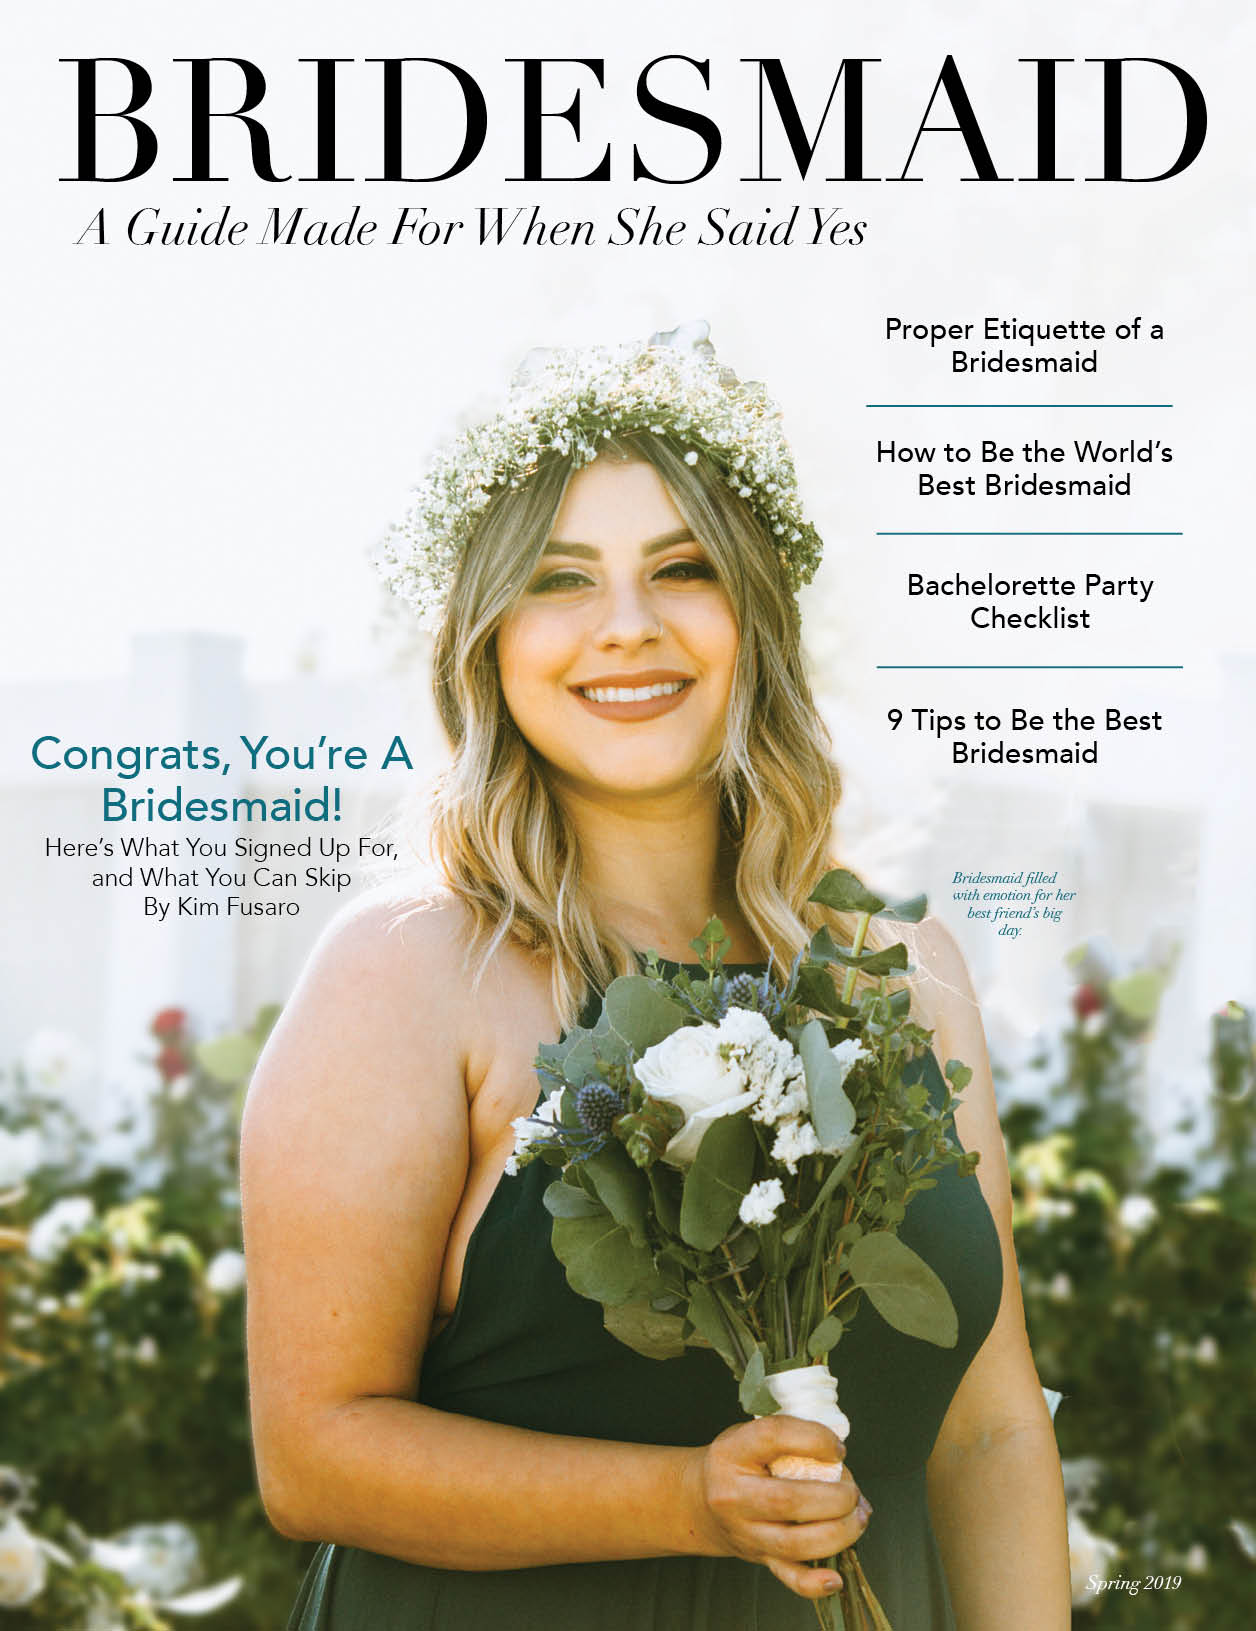 BRIDESMAID
A Guide Made For When She Said Yes
Proper Etiquette of a
Bridesmaid
How to Be the World's
Best Bridesmaid
Bachelorette Party
Checklist
9 Tips to Be the Best
Bridesmaid
Congrats, You're A
Bridesmaid!
Here's What You Signed Up For,
and What You Can Skip
By Kim Fusaro
Bridesmaid filled
with emotion for her
best friend's big
day.
Spring 2019